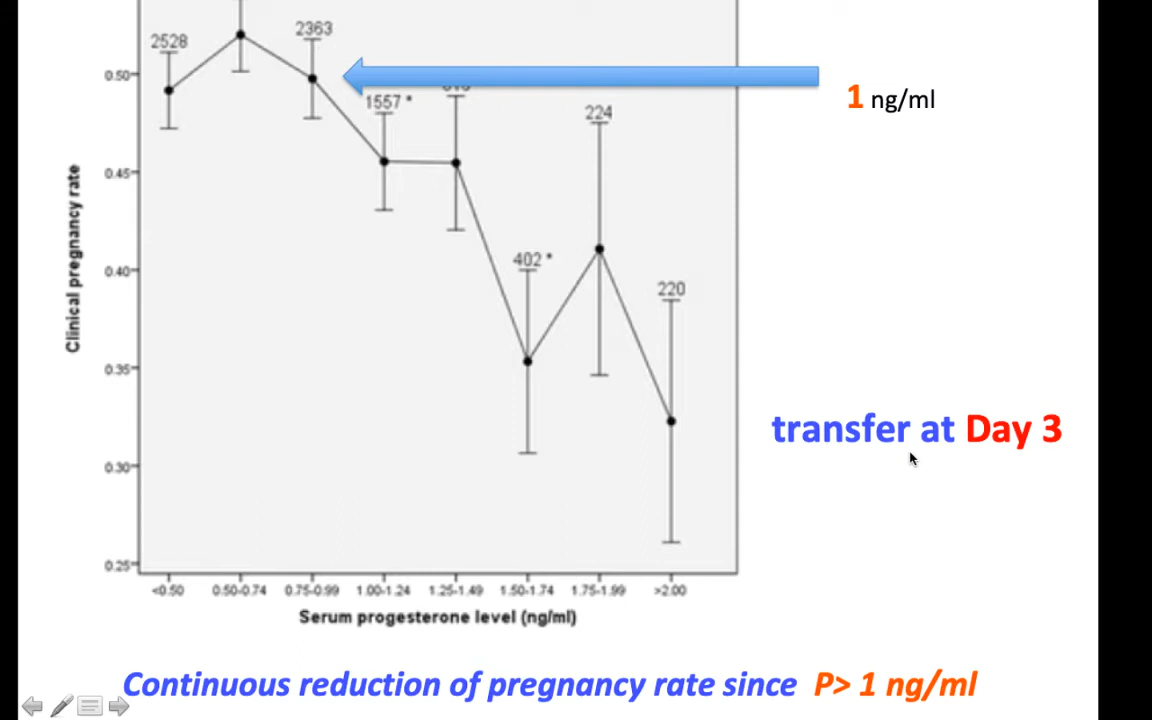 2528
2363
0.50
1 ng/ml
1557 *
224
0.45
Clinical pregnancy rate
402 *
0.40
220
0.35
transfer at Day 3
0.30
0.25
<0.50 0.50-0.74 0.75-0.99 1.00-1.24 1.25-1.49 1.50-1.74 1.75-1.99 >2.00
Serum progesterone level (ng/ml)
Continuous reduction of pregnancy rate since P> 1 ng/ml